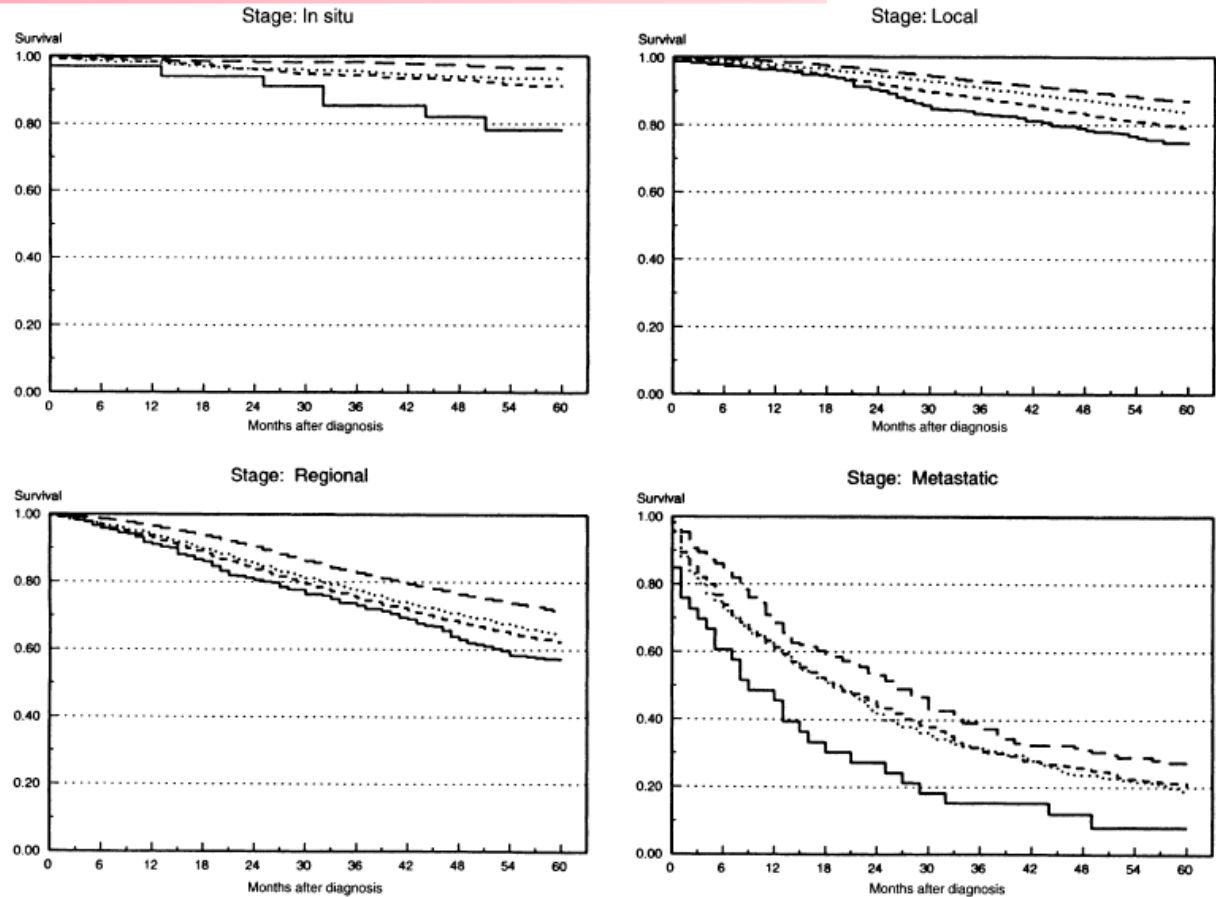 Stage: In situ
Survival
1.00
0.80
0.60
0.40
0.20
0.00
0 6 12 18 24 30 36 42 48 54 60
Months after diagnosis
Stage: Local
Survival
1.00
0.80
0.60
0.40
0.20
0.00
0 6 12 18 24 30 36 42 48 54 60
Months after diagnosis
Stage: Regional
Survival
1.00
0.80
0.60
0.40
0.20
0.00
0 6 12 18 24 30 36 42 48 54 60
Months after diagnosis
Stage: Metastatic
Survival
1.00
0.80
0.60
0.40
0.20
0.00
0 6 12 18 24 30 36 42 48 54 60
Months after diagnosis